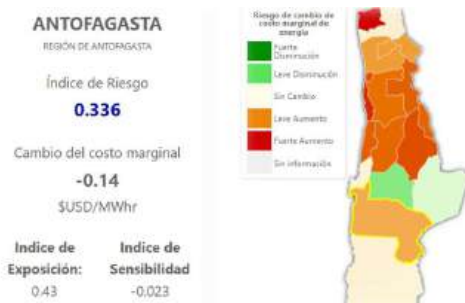 ANTOFAGASTA
REGIÓN DE ANTOFAGASTA
Índice de Riesgo
0.336
Cambio del costo marginal
-0.14
$USD/MWhr
Indice de Exposición:
0.43
Indice de Sensibilidad
-0.023
Riesgo de cambio de
costo marginal de
energía
Fuerte
Disminución
Leve Disminución
Sin Cambio
Leve Aumento
Fuerte Aumento
Sin información